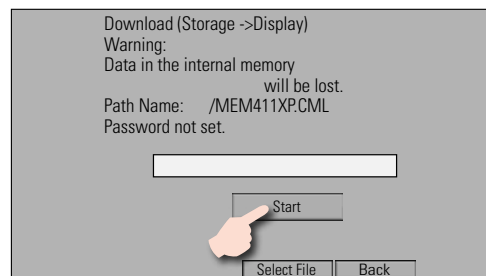 Download (Storage ->Display)
Warning:
Data in the internal memory
will be lost.
Path Name: /MEM411XP.CML
Password not set.
Start
Select File Back